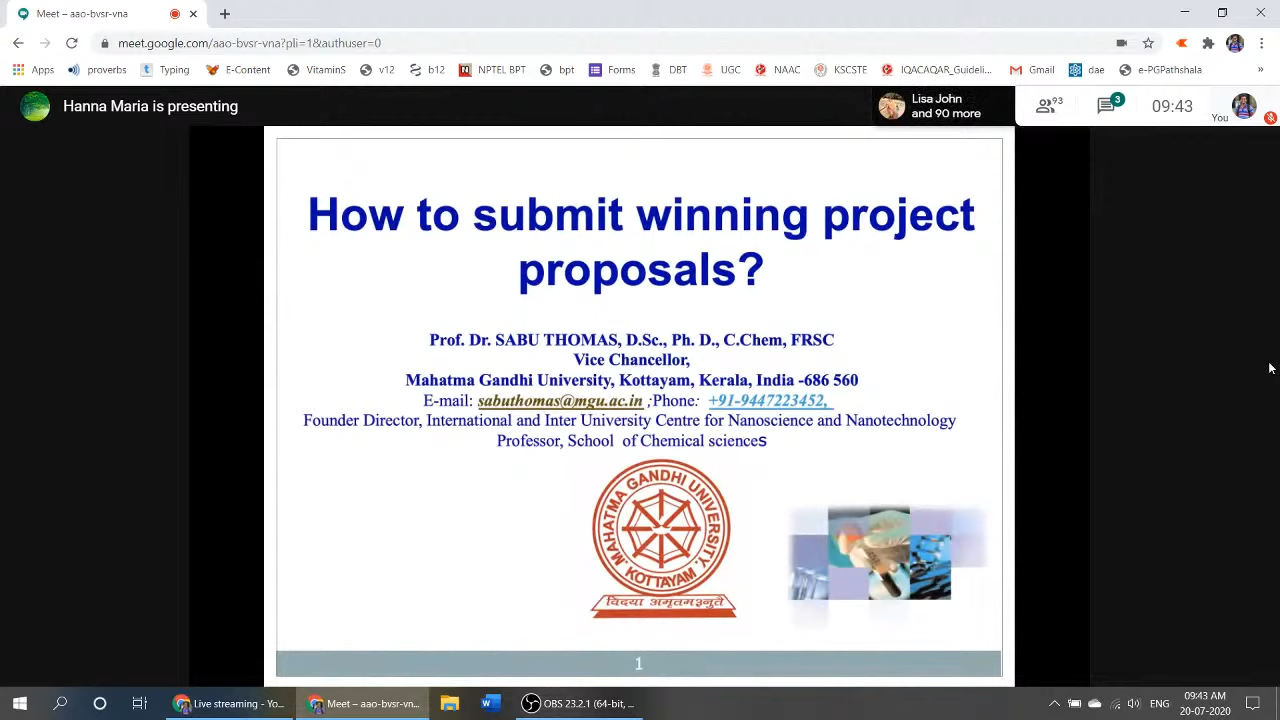 Meet – aao-bvsr-vna
meet.google.com/aao-bvsr-vna?pli=1&authuser=0
Apps proverbs Typing E-Content VitaminS v12 b12 NPTEL BPT bpt Forms DBT UGC NAAC KSCSTE IQACAQAR_Guideli... Gmail dae e-PGPathshala »
Hanna Maria is presenting
Lisa John
and 90 more
93
3
09:43
You
How to submit winning project
proposals?
Prof. Dr. SABU THOMAS, D.Sc., Ph. D., C.Chem, FRSC
Vice Chancellor,
Mahatma Gandhi University, Kottayam, Kerala, India -686 560
E-mail: sabuthomas@mgu.ac.in ;Phone: +91-9447223452,
Founder Director, International and Inter University Centre for Nanoscience and Nanotechnology
Professor, School of Chemical sciences
MAHATMA GANDHI UNIVERSITY
KOTTAYAM
विद्यया अमृतमश्नुते
1
Live streaming - Yo...
Meet – aao-bvsr-vn...
OBS 23.2.1 (64-bit, ...
ENG
09:43 AM
20-07-2020